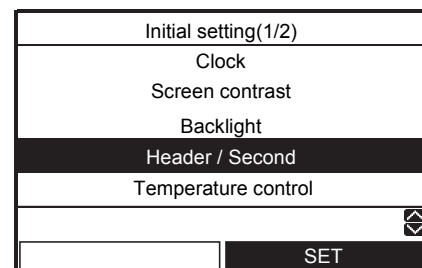 Initial setting(1/2)
Clock
Screen contrast
Backlight
Header / Second
Temperature control
SET